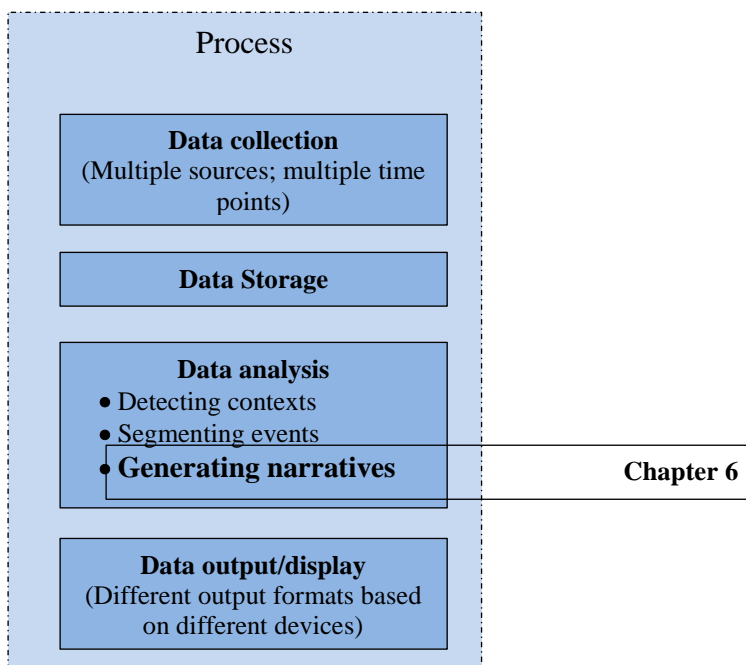 Process
Data collection
(Multiple sources; multiple time
points)
Data Storage
Data analysis
• Detecting contexts
• Segmenting events
• Generating narratives
Chapter 6
Data output/display
(Different output formats based
on different devices)